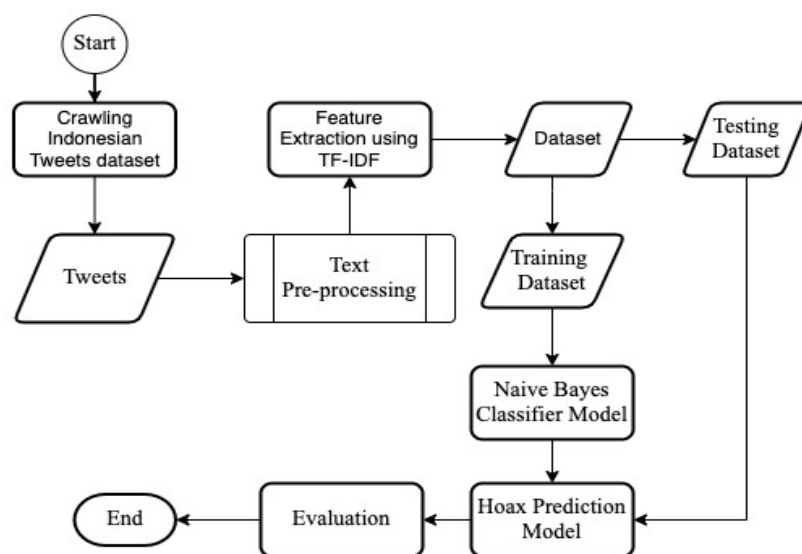 Start
Crawling
Indonesian
Tweets dataset
Tweets
Text
Pre-processing
Feature
Extraction using
TF-IDF
Dataset
Testing
Dataset
Training
Dataset
Naive Bayes
Classifier Model
Hoax Prediction
Model
Evaluation
End